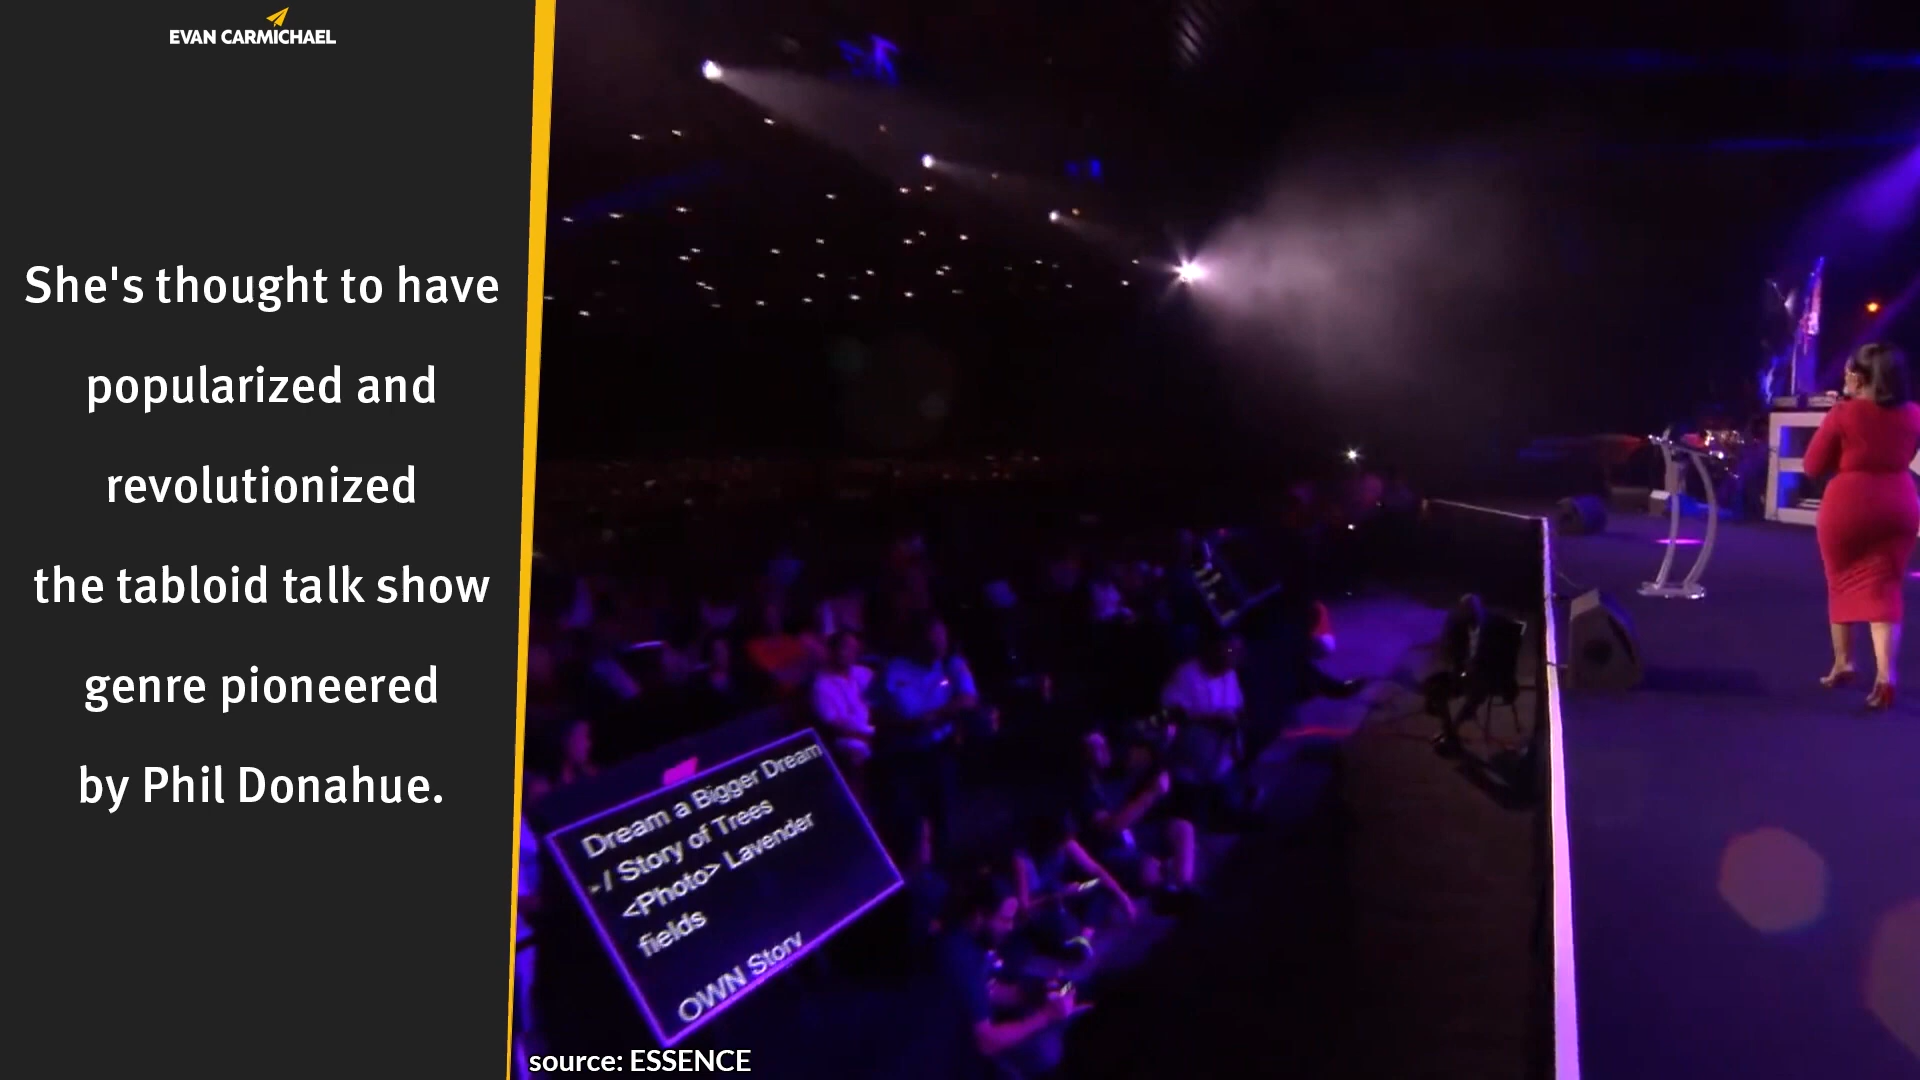 EVAN CARMICHAEL
She's thought to have
popularized and
revolutionized
the tabloid talk show
genre pioneered
by Phil Donahue.
Dream a Bigger Dream
- / Story of Trees
<Photo> Lavender
fields
OWN Story
source: ESSENCE